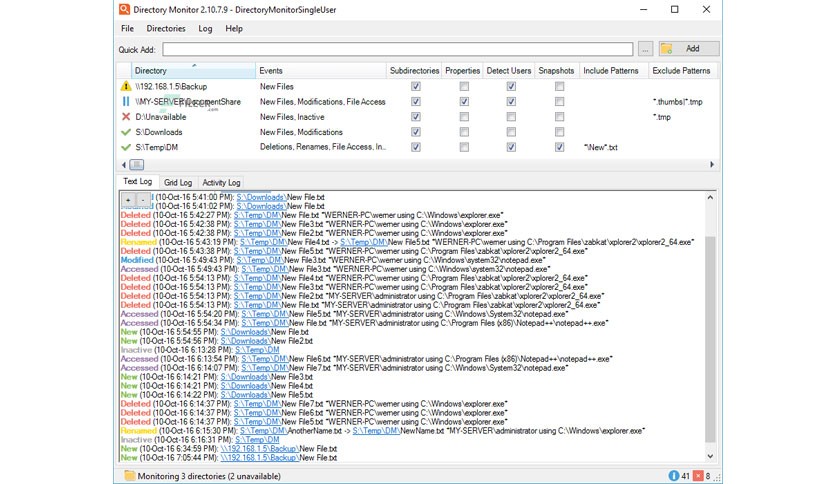 Directory Monitor 2.10.7.9 - DirectoryMonitorSingleUser
File Directories Log Help
Quick Add: ... Add
Directory Events Subdirectories Properties Detect Users Snapshots Include Patterns Exclude Patterns
\\192.168.1.5\Backup New Files
\\MY-SERVER\DocumentShare New Files, Modifications, File Access *.thumbs|*.tmp
FILECR .com
D:\Unavailable New Files, Inactive *.tmp
S:\Downloads New Files, Modifications
S:\Temp\DM Deletions, Renames, File Access, In... *\New*.txt
Text Log Grid Log Activity Log
+ - (10-Oct-16 5:41:00 PM): S:\Downloads\New File.txt
(10-Oct-16 5:41:02 PM): S:\Downloads\New File.txt
Deleted (10-Oct-16 5:42:27 PM): S:\Temp\DM\New File.txt "WERNER-PC\werner using C:\Windows\explorer.exe"
Deleted (10-Oct-16 5:42:38 PM): S:\Temp\DM\New File3.txt "WERNER-PC\werner using C:\Windows\explorer.exe"
Deleted (10-Oct-16 5:42:38 PM): S:\Temp\DM\New File2.txt "WERNER-PC\werner using C:\Windows\explorer.exe"
Renamed (10-Oct-16 5:43:19 PM): S:\Temp\DM\New File4.txt -> S:\Temp\DM\New File5.txt "WERNER-PC\werner using C:\Program Files\zabkat\xplorer2\xplorer2_64.exe"
Deleted (10-Oct-16 5:43:38 PM): S:\Temp\DM\New File5.txt "WERNER-PC\werner using C:\Program Files\zabkat\xplorer2\xplorer2_64.exe"
Modified (10-Oct-16 5:49:43 PM): S:\Temp\DM\New File3.txt "WERNER-PC\werner using C:\Windows\system32\notepad.exe"
Accessed (10-Oct-16 5:49:43 PM): S:\Temp\DM\New File3.txt "WERNER-PC\werner using C:\Windows\system32\notepad.exe"
Deleted (10-Oct-16 5:54:13 PM): S:\Temp\DM\New File4.txt "WERNER-PC\werner using C:\Program Files\zabkat\xplorer2\xplorer2_64.exe"
Deleted (10-Oct-16 5:54:13 PM): S:\Temp\DM\New File3.txt "WERNER-PC\werner using C:\Program Files\zabkat\xplorer2\xplorer2_64.exe"
Deleted (10-Oct-16 5:54:13 PM): S:\Temp\DM\New File2.txt "MY-SERVER\administrator using C:\Program Files\zabkat\xplorer2\xplorer2_64.exe"
Deleted (10-Oct-16 5:54:13 PM): S:\Temp\DM\New File.txt "MY-SERVER\administrator using C:\Program Files\zabkat\xplorer2\xplorer2_64.exe"
Accessed (10-Oct-16 5:54:20 PM): S:\Temp\DM\New File5.txt "MY-SERVER\administrator using C:\Windows\System32\notepad.exe"
Accessed (10-Oct-16 5:54:34 PM): S:\Temp\DM\New File.txt "MY-SERVER\administrator using C:\Program Files (x86)\Notepad++\notepad++.exe"
New (10-Oct-16 5:54:55 PM): S:\Downloads\New File.txt
New (10-Oct-16 5:54:56 PM): S:\Downloads\New File2.txt
Inactive (10-Oct-16 6:13:28 PM): S:\Temp\DM
Accessed (10-Oct-16 6:13:54 PM): S:\Temp\DM\New File6.txt "MY-SERVER\administrator using C:\Program Files (x86)\Notepad++\notepad++.exe"
Accessed (10-Oct-16 6:14:07 PM): S:\Temp\DM\New File7.txt "MY-SERVER\administrator using C:\Windows\System32\notepad.exe"
New (10-Oct-16 6:14:21 PM): S:\Downloads\New File3.txt
New (10-Oct-16 6:14:21 PM): S:\Downloads\New File4.txt
New (10-Oct-16 6:14:22 PM): S:\Downloads\New File5.txt
Deleted (10-Oct-16 6:14:37 PM): S:\Temp\DM\New File7.txt "WERNER-PC\werner using C:\Windows\explorer.exe"
Deleted (10-Oct-16 6:14:37 PM): S:\Temp\DM\New File6.txt "WERNER-PC\werner using C:\Windows\explorer.exe"
Deleted (10-Oct-16 6:14:37 PM): S:\Temp\DM\New File5.txt "WERNER-PC\werner using C:\Windows\explorer.exe"
Renamed (10-Oct-16 6:15:30 PM): S:\Temp\DM\AnotherName.txt -> S:\Temp\DM\NewName.txt "MY-SERVER\administrator using C:\Windows\explorer.exe"
Inactive (10-Oct-16 6:16:31 PM): S:\Temp\DM
New (10-Oct-16 6:34:59 PM): \\192.168.1.5\Backup\New File.txt
New (10-Oct-16 7:05:44 PM): \\192.168.1.5\Backup\New File.txt
Monitoring 3 directories (2 unavailable) 41 8